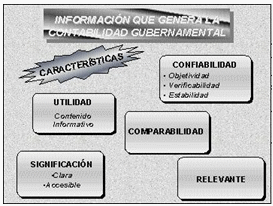 INFORMACIÓN QUE GENERA LA
CONTABILIDAD GUBERNAMENTAL
CARACTERÍSTICAS
CONFIABILIDAD
• Objetividad
• Verificabilidad
• Estabilidad
UTILIDAD
Contenido
Informativo
COMPARABILIDAD
SIGNIFICACIÓN
•Clara
•Accesible
RELEVANTE